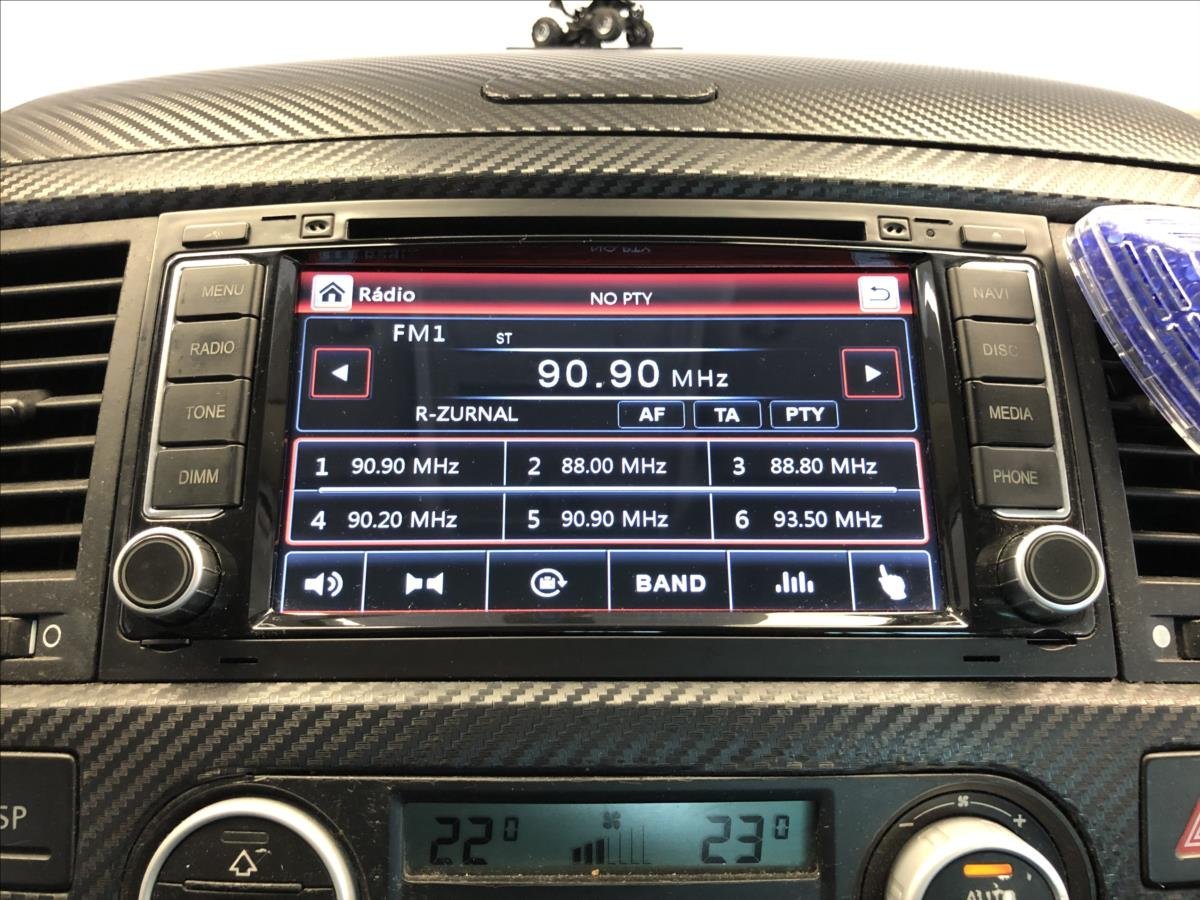 MENU
NAVI
Rádio NO PTY
RADIO
FM1 ST
DISC
90.90 MHz
TONE
R-ZURNAL AF TA PTY
MEDIA
DIMM
1 90.90 MHz 2 88.00 MHz 3 88.80 MHz
PHONE
4 90.20 MHz 5 90.90 MHz 6 93.50 MHz
BAND
22° 23°
AUTO